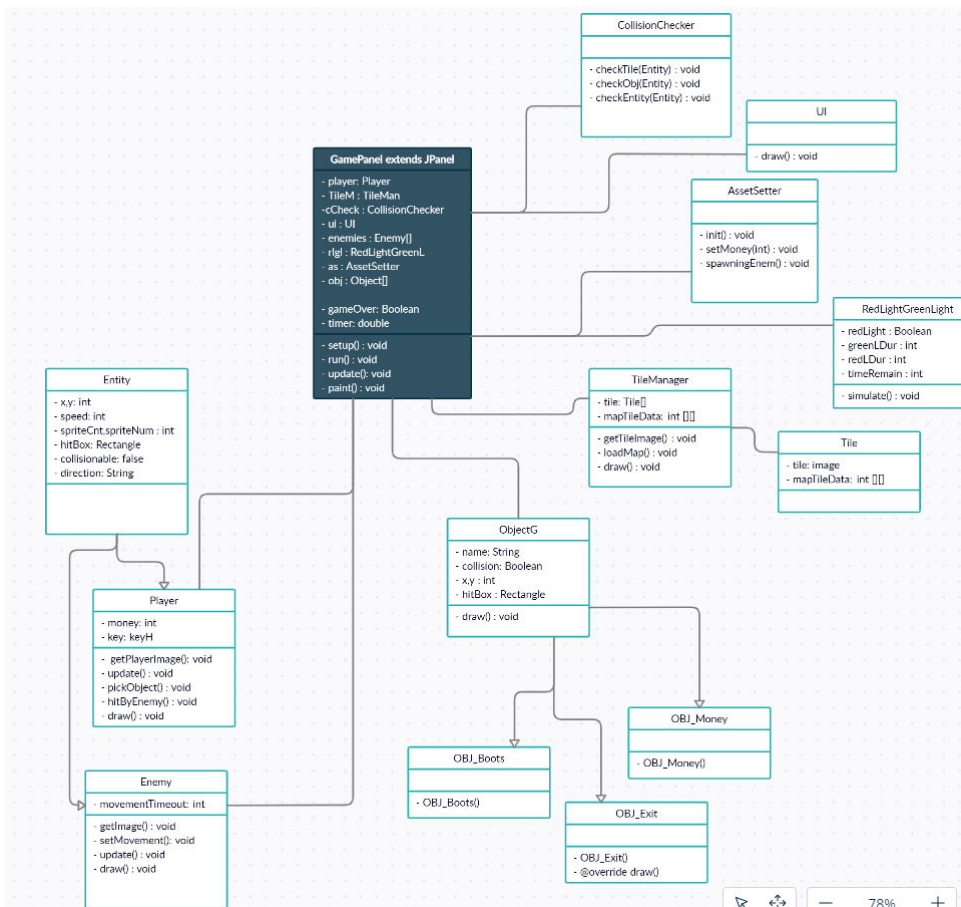 CollisionChecker
- checkTile(Entity) : void
- checkObj(Entity) : void
- checkEntity(Entity) : void
UI
- draw() : void
GamePanel extends JPanel
- player: Player
- TileM : TileMan
-cCheck : CollisionChecker
- ui : UI
- enemies : Enemy[]
- rlgl : RedLightGreenL
- as : AssetSetter
- obj : Object[]
- gameOver: Boolean
- timer: double
- setup() : void
- run() : void
- update(): void
- paint() : void
AssetSetter
- init() : void
- setMoney(int) : void
- spawningEnem() : void
RedLightGreenLight
- redLight : Boolean
- greenLDur : int
- redLDur : int
- timeRemain : int
- simulate() : void
Entity
- x,y: int
- speed: int
- spriteCnt,spriteNum : int
- hitBox: Rectangle
- collisionable: false
- direction: String
TileManager
- tile: Tile[]
- mapTileData: int [][]
- getTileImage() : void
- loadMap() : void
- draw() : void
Tile
- tile: image
- mapTileData: int [][]
ObjectG
- name: String
- collision: Boolean
- x,y : int
- hitBox : Rectangle
- draw() : void
Player
- money: int
- key: keyH
- getPlayerImage(): void
- update() : void
- pickObject() : void
- hitByEnemy() : void
- draw() : void
OBJ_Money
- OBJ_Money()
OBJ_Boots
- OBJ_Boots()
Enemy
- movementTimeout: int
- getImage() : void
- setMovement(): void
- update() : void
- draw() : void
OBJ_Exit
- OBJ_Exit()
- @override draw()
78%